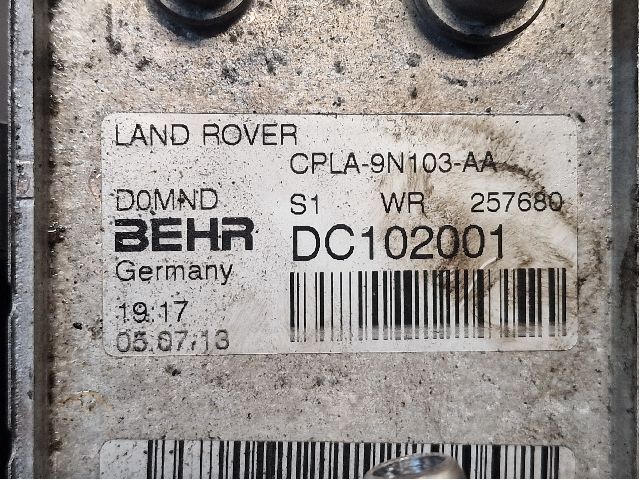 LAND ROVER
CPLA-9N103-AA
D0MND S1 WR 257680
BEHR DC102001
Germany
19:17
05.07.13